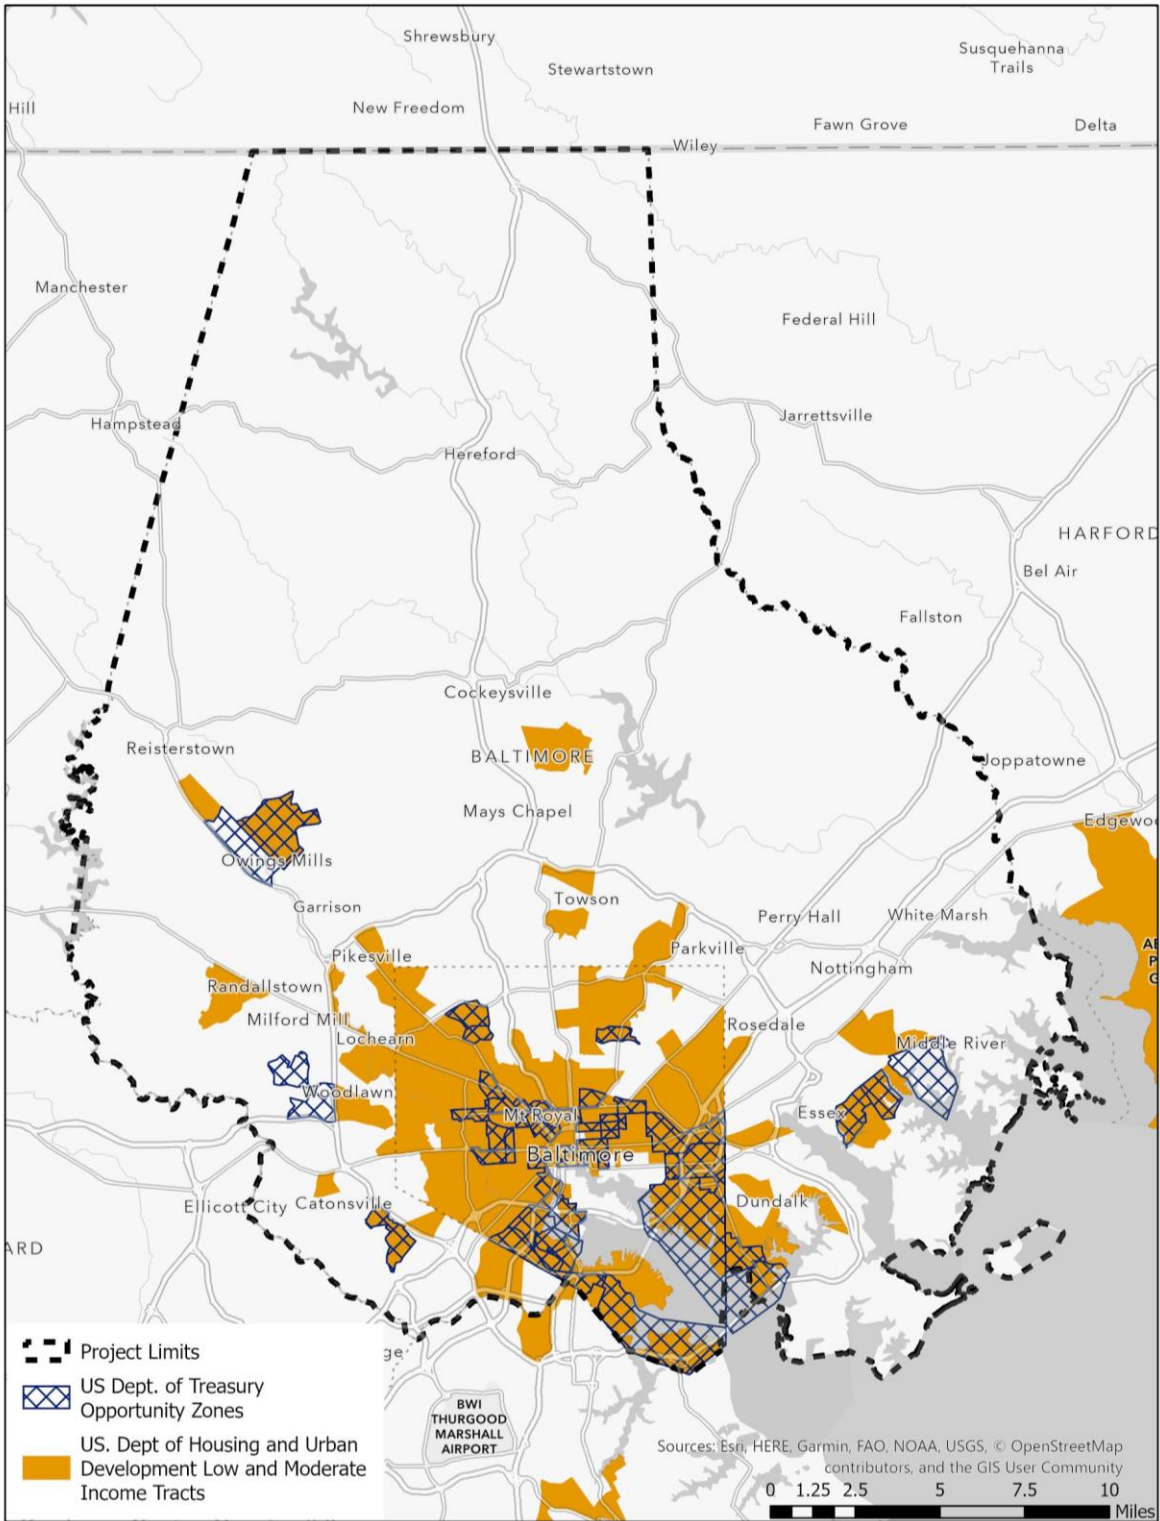 Shrewsbury
Susquehanna
Trails
Stewartstown
Hill
New Freedom
Fawn Grove
Delta
Wiley
Manchester
Federal Hill
Jarrettsville
Hampstead
Hereford
HARFORD
Bel Air
Fallston
Cockeysville
Reisterstown
BALTIMORE
Joppatowne
Mays Chapel
Edgewoo
Owings Mills
Towson
Garrison
Perry Hall
White Marsh
Parkville
Pikesville
Nottingham
Randallstown
Milford Mill
Rosedale
Lochearn
Middle River
Woodlawn
Essex
Mt Royal
Baltimore
Dundalk
Ellicott City
Catonsville
ARD
AB
P
G
ge
BWI
THURGOOD
MARSHALL
AIRPORT
Project Limits
US Dept. of Treasury
Opportunity Zones
US. Dept of Housing and Urban
Development Low and Moderate
Income Tracts
Sources: Esri, HERE, Garmin, FAO, NOAA, USGS, © OpenStreetMap
contributors, and the GIS User Community
0 1.25 2.5 5 7.5 10
Miles